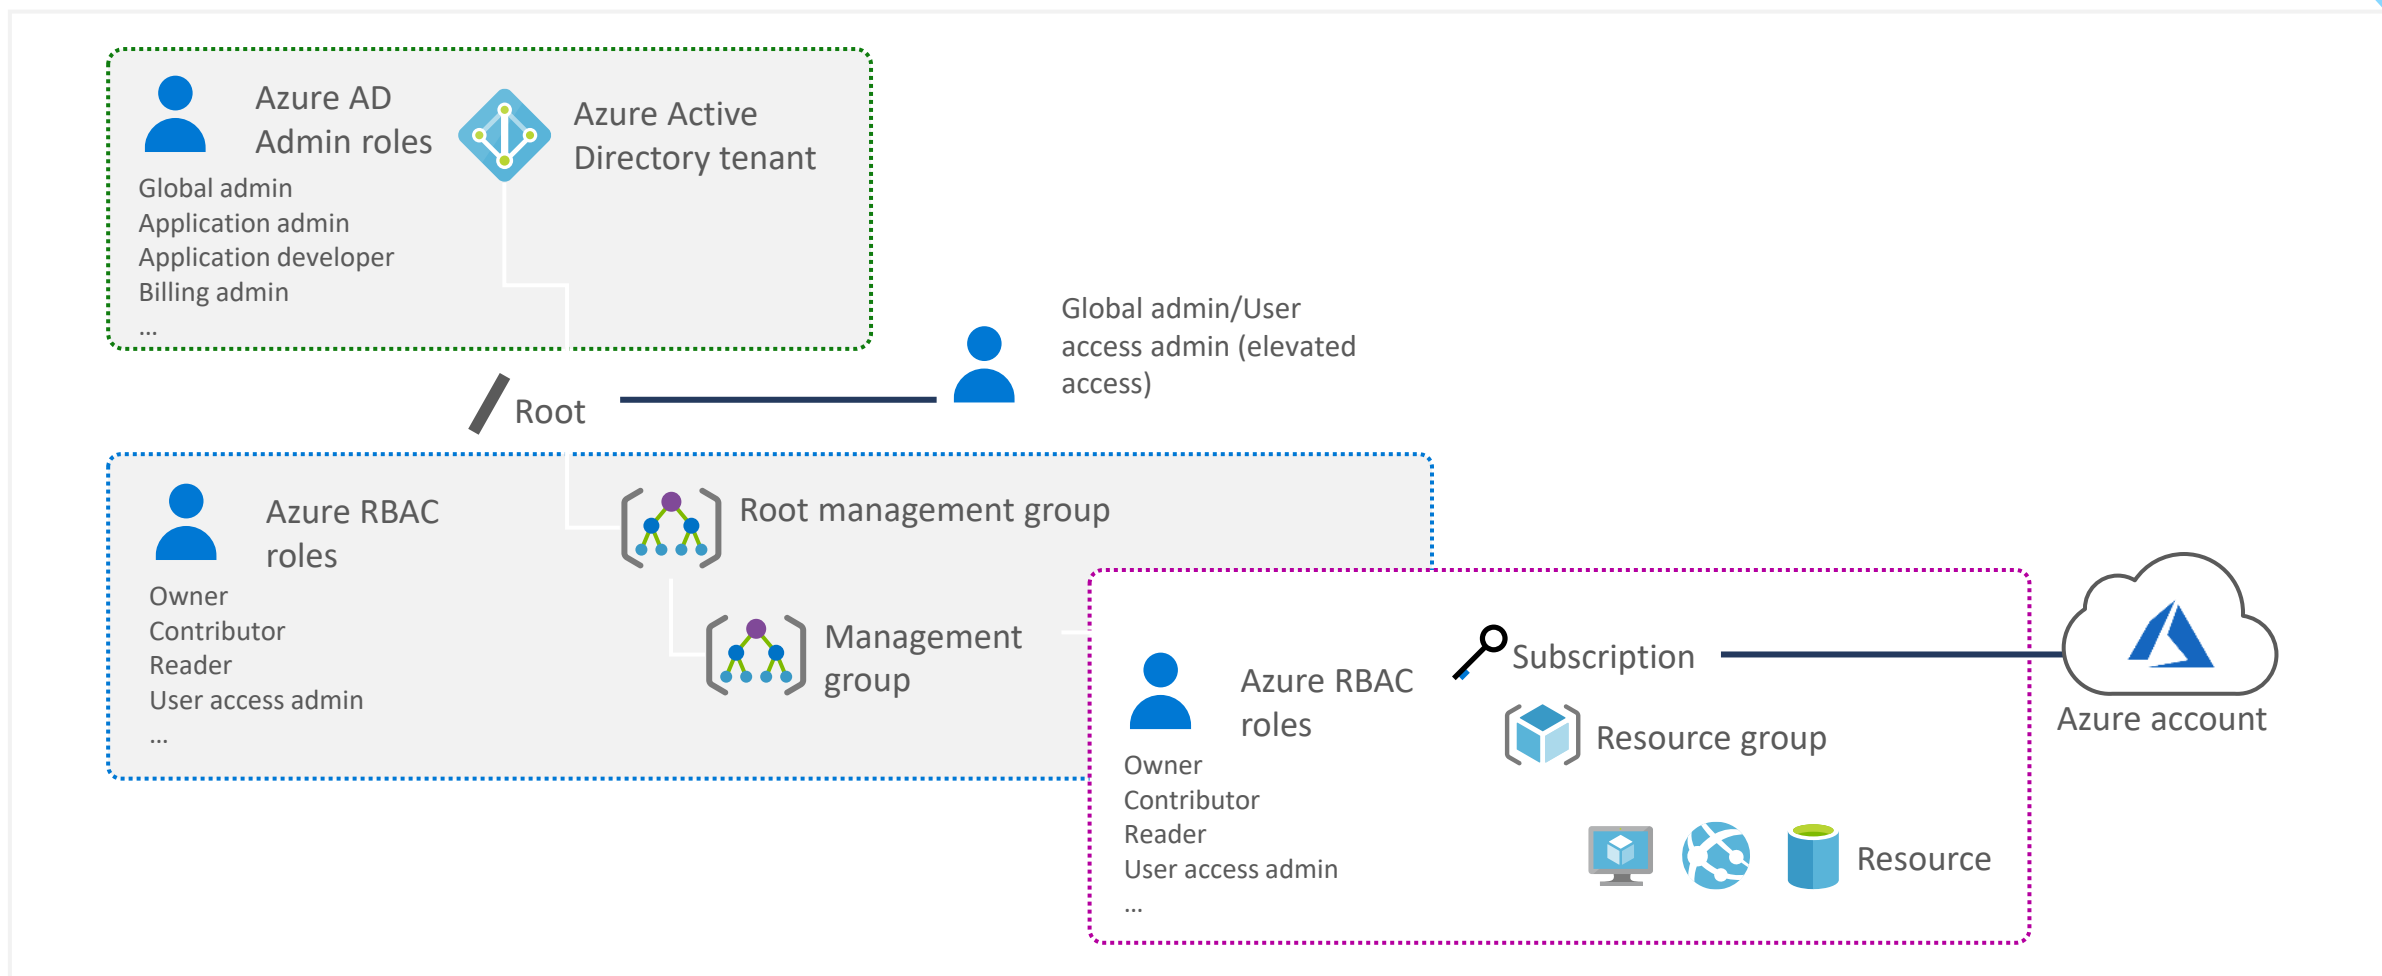 Azure AD
Admin roles
Azure Active
Directory tenant
Global admin
Application admin
Application developer
Billing admin
...
Global admin/User
access admin (elevated
access)
Root
Azure RBAC
roles
Root management group
Owner
Contributor
Reader
User access admin
...
Management
group
Azure RBAC
roles
Subscription
Resource group
Owner
Contributor
Reader
User access admin
...
Resource
Azure account